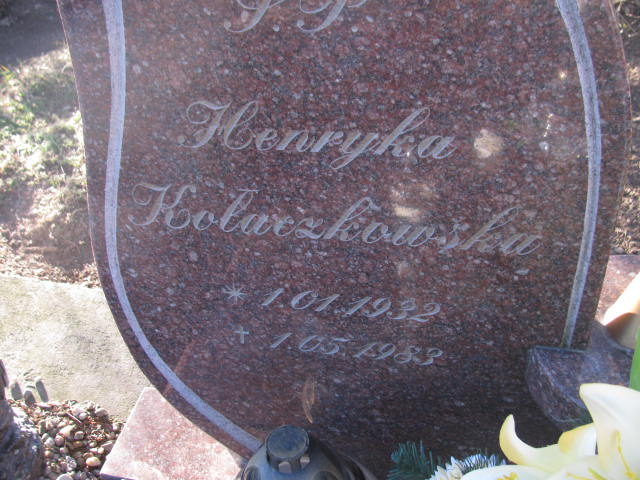 Ś P
Henryka
Kołaczkowska
* 1 01 1932
+ 1 05 1983